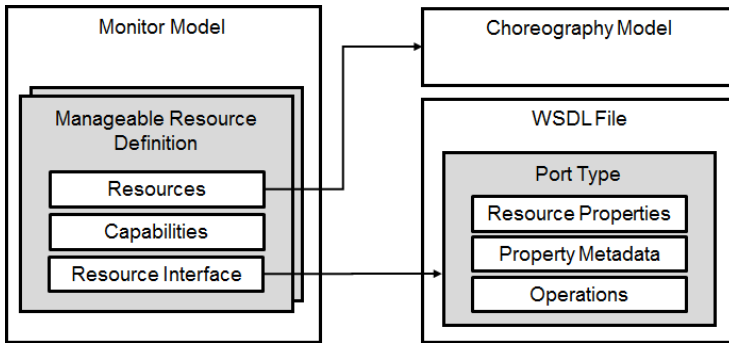 Monitor Model
Manageable Resource
Definition
Resources
Capabilities
Resource Interface
Choreography Model
WSDL File
Port Type
Resource Properties
Property Metadata
Operations